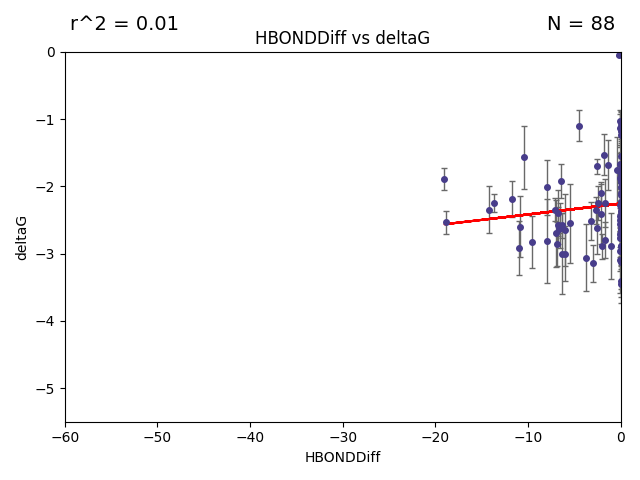 r^2 = 0.01
N = 88
HBONDDiff vs deltaG
0
−1
−2
−3
−4
−5
deltaG
−60 −50 −40 −30 −20 −10 0
HBONDDiff